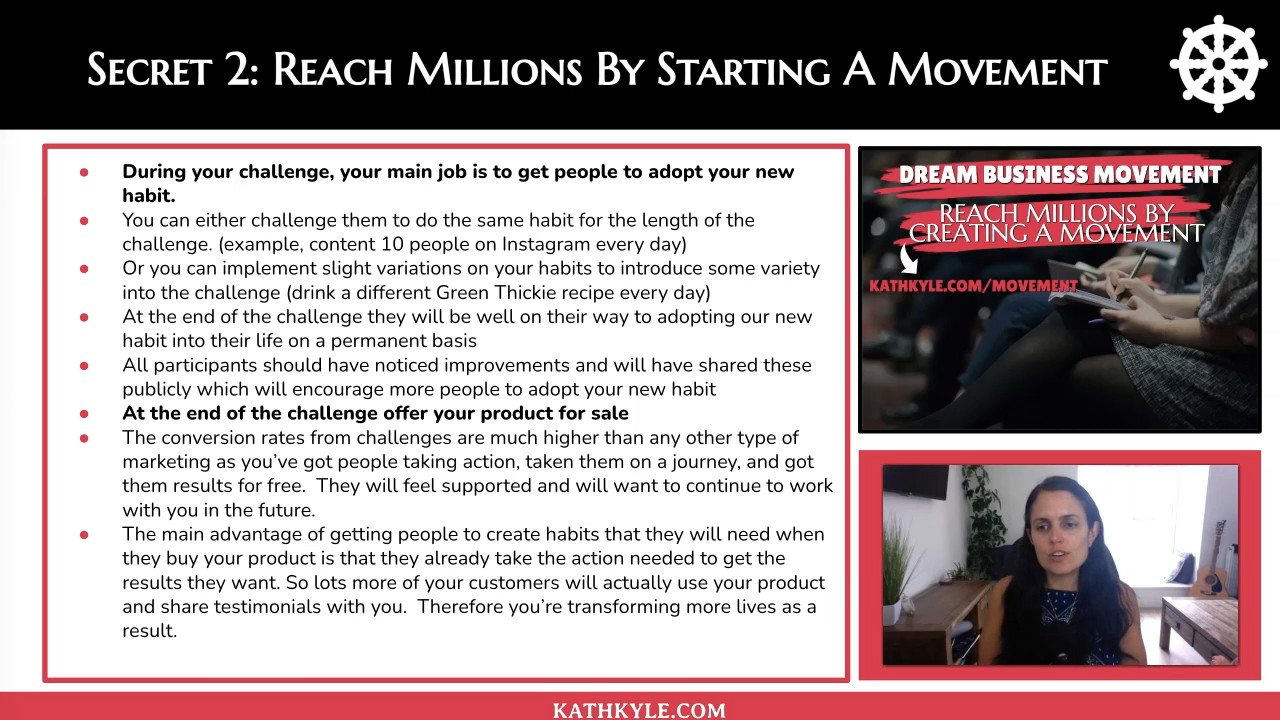 Secret 2: Reach Millions By Starting A Movement
During your challenge, your main job is to get people to adopt your new
habit.
You can either challenge them to do the same habit for the length of the
challenge. (example, content 10 people on Instagram every day)
Or you can implement slight variations on your habits to introduce some variety
into the challenge (drink a different Green Thickie recipe every day)
At the end of the challenge they will be well on their way to adopting our new
habit into their life on a permanent basis
All participants should have noticed improvements and will have shared these
publicly which will encourage more people to adopt your new habit
At the end of the challenge offer your product for sale
The conversion rates from challenges are much higher than any other type of
marketing as you've got people taking action, taken them on a journey, and got
them results for free.  They will feel supported and will want to continue to work
with you in the future.
The main advantage of getting people to create habits that they will need when
they buy your product is that they already take the action needed to get the
results they want. So lots more of your customers will actually use your product
and share testimonials with you.  Therefore you're transforming more lives as a
result.
DREAM BUSINESS MOVEMENT
REACH MILLIONS BY
CREATING A MOVEMENT
KATHKYLE.COM/MOVEMENT
KATHKYLE.COM